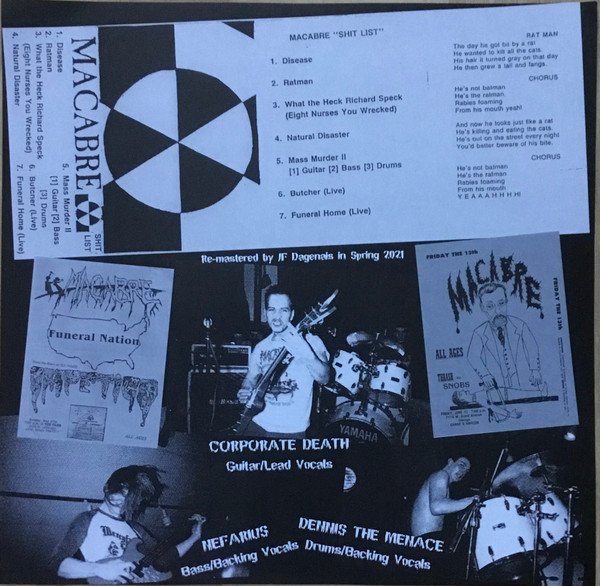 MACABRE
SHIT
LIST
1. Disease
2. Ratman
3. What the Heck Richard Speck
(Eight Nurses You Wrecked)
4. Natural Disaster
5. Mass Murder II
[1] Guitar [2] Bass
[3] Drums
6. Butcher (Live)
7. Funeral Home (Live)
MACABRE "SHIT LIST"
1. Disease
2. Ratman
3. What the Heck Richard Speck
(Eight Nurses You Wrecked)
4. Natural Disaster
5. Mass Murder II
[1] Guitar [2] Bass [3] Drums
6. Butcher (Live)
7. Funeral Home (Live)
RAT MAN
The day he got bit by a rat
He wanted to kill all the cats.
His hair it turned gray on that day
He then grew a tail and fangs.
CHORUS
He's not batman
He's the ratman.
Rabies foaming
From his mouth yeah!
And now he looks just like a rat
He's killing and eating the cats.
He's out on the street every night
You'd better beware of his bite.
CHORUS
He's not batman
He's the ratman
Rabies foaming
From his mouth
Y E A A A H H H H!
Re-mastered by JF Dagenais in Spring 2021
MACABRE
Funeral Nation
FRIDAY THE 13th
MACABRE
FRIDAY THE 13th
ALL AGES
THRASH
SNOBS
YAMAHA
CORPORATE DEATH
Guitar/Lead Vocals
NEFARIUS
Bass/Backing Vocals
DENNIS THE MENACE
Drums/Backing Vocals